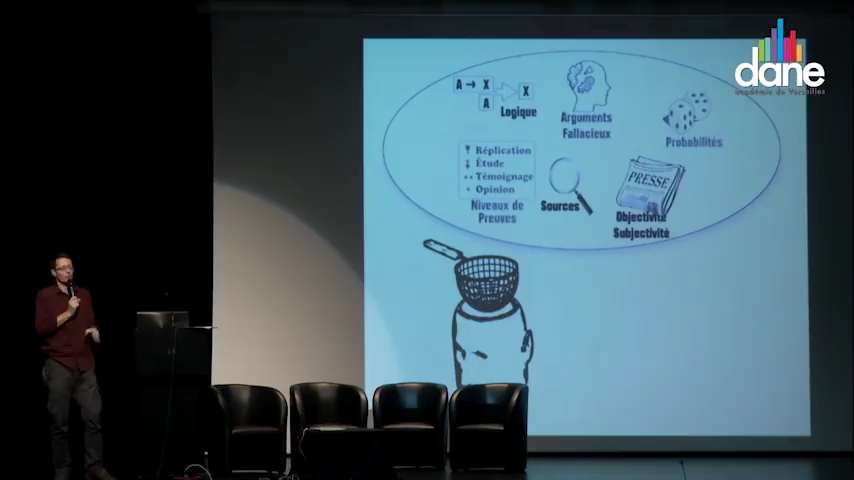 dane
académie de Versailles
A → X
A
X
Logique
Arguments
Fallacieux
Probabilités
Réplication
Étude
Témoignage
Opinion
Niveaux de
Preuves
Sources
PRESSE
Objectivité
Subjectivité